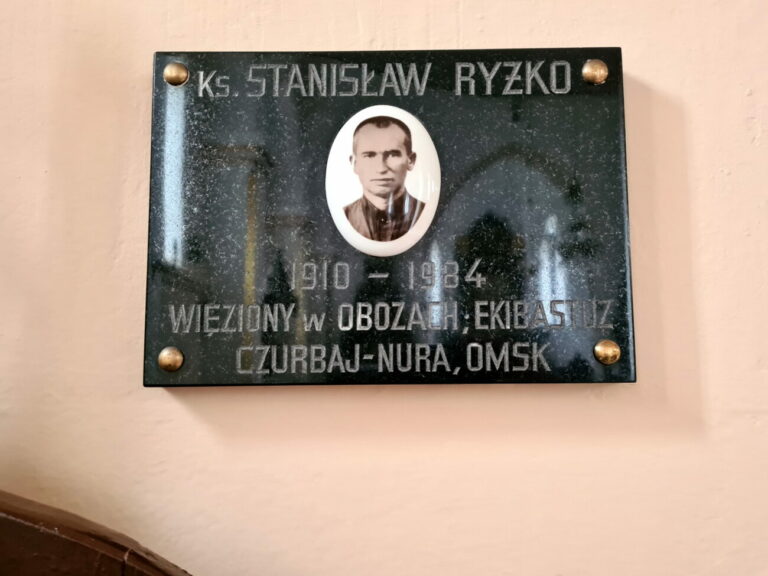 Ks. STANISŁAW RYŻKO
1910 – 1984
WIĘZIONY w OBOZACH; EKIBASTUZ
CZURBAJ-NURA, OMSK